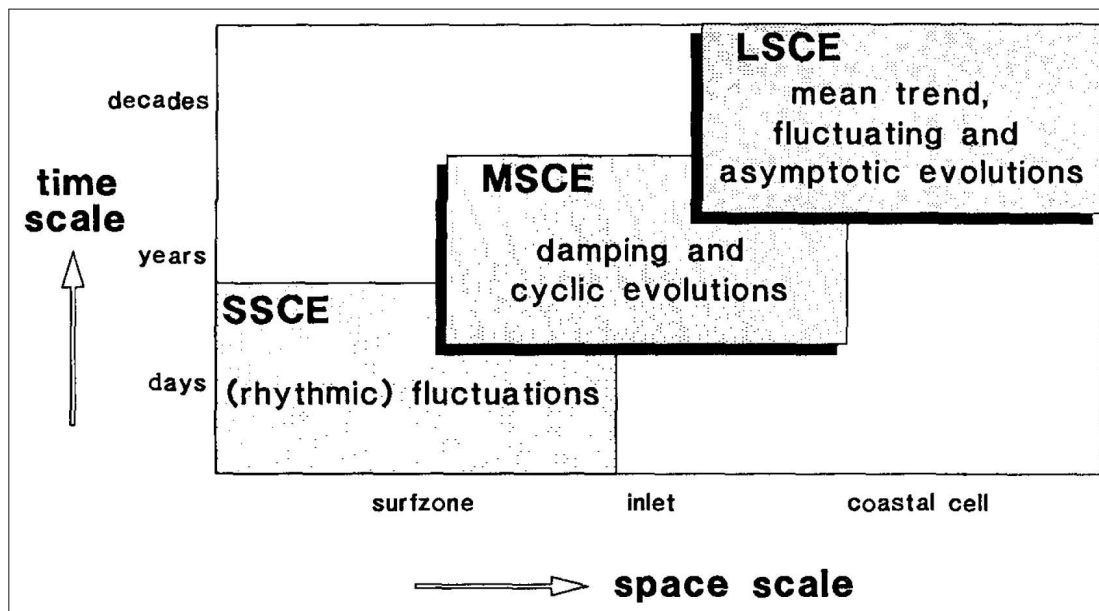 LSCE
mean trend,
fluctuating and
asymptotic evolutions
decades
MSCE
damping and
cyclic evolutions
time
scale
years
SSCE
(rhythmic) fluctuations
days
surfzone
inlet
coastal cell
space scale